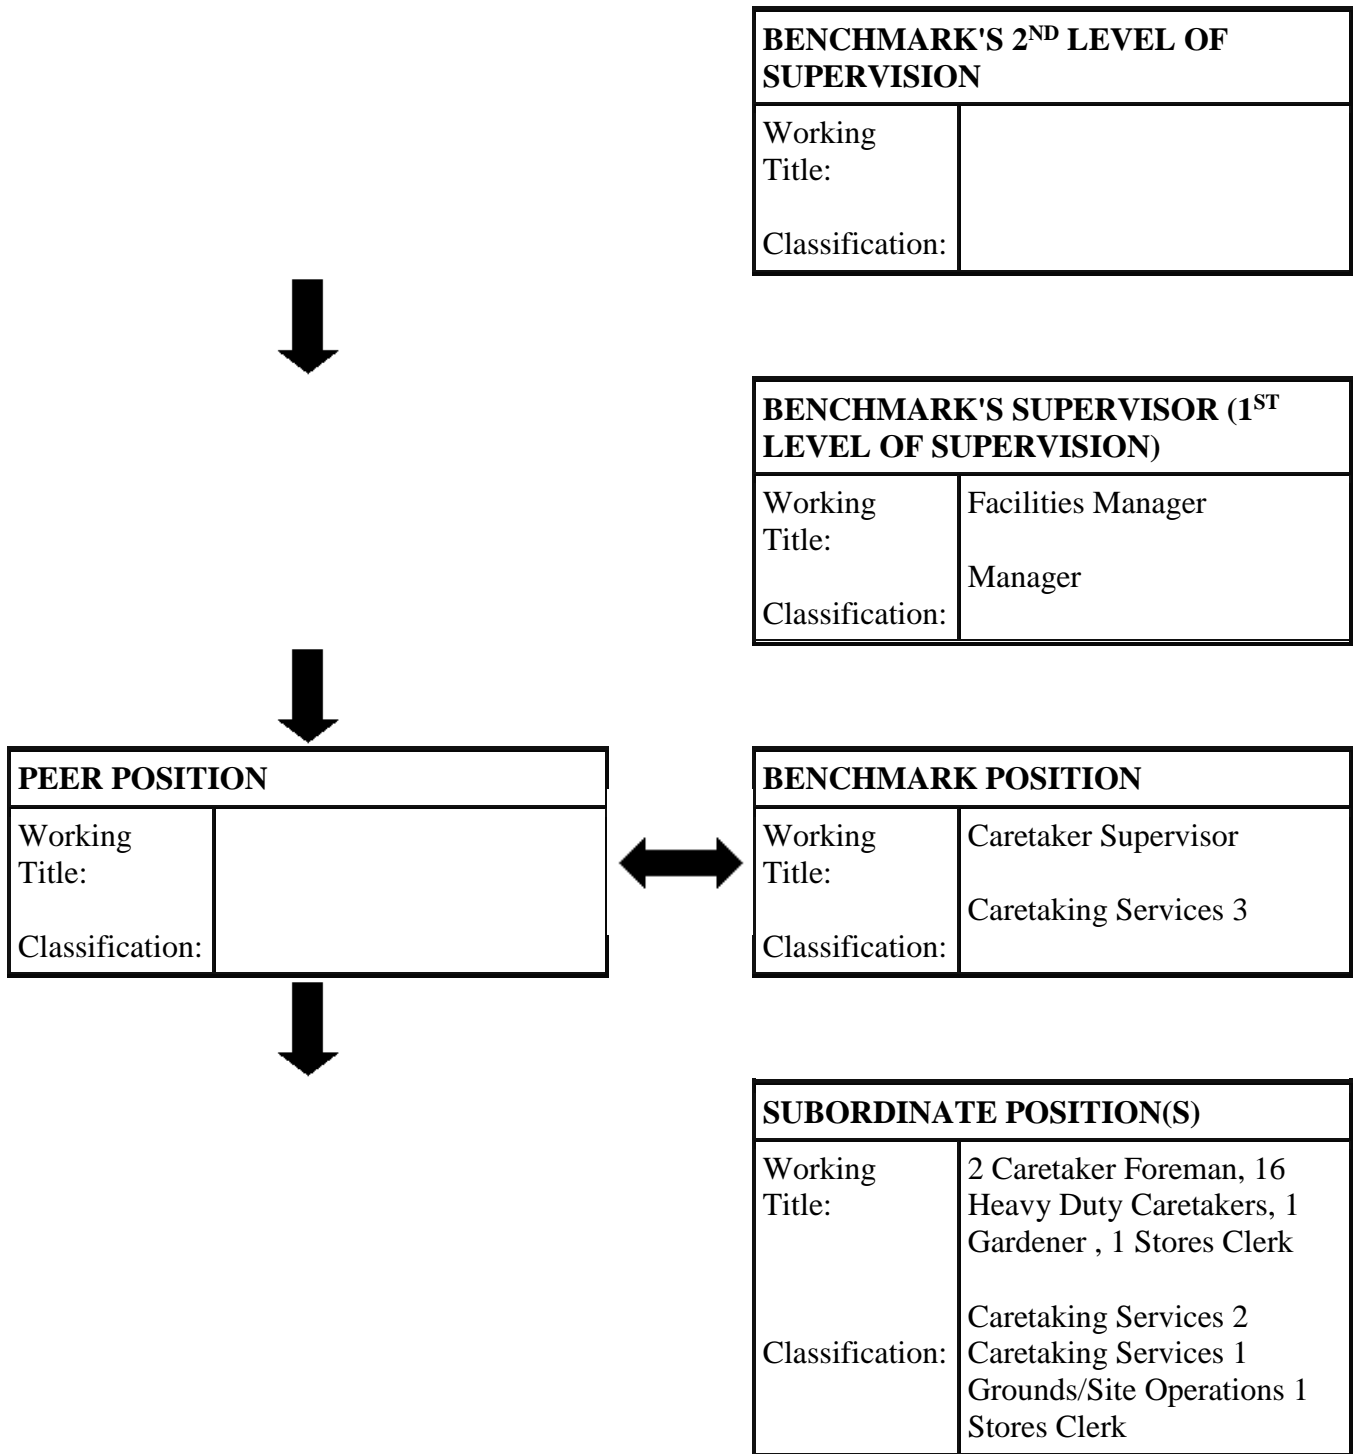 BENCHMARK'S 2ND LEVEL OF
SUPERVISION
Working
Title:
Classification:
BENCHMARK'S SUPERVISOR (1ST
LEVEL OF SUPERVISION)
Working
Title:
Facilities Manager
Classification:
Manager
PEER POSITION
Working
Title:
Classification:
BENCHMARK POSITION
Working
Title:
Caretaker Supervisor
Classification:
Caretaking Services 3
SUBORDINATE POSITION(S)
Working
Title:
2 Caretaker Foreman, 16
Heavy Duty Caretakers, 1
Gardener , 1 Stores Clerk
Classification:
Caretaking Services 2
Caretaking Services 1
Grounds/Site Operations 1
Stores Clerk